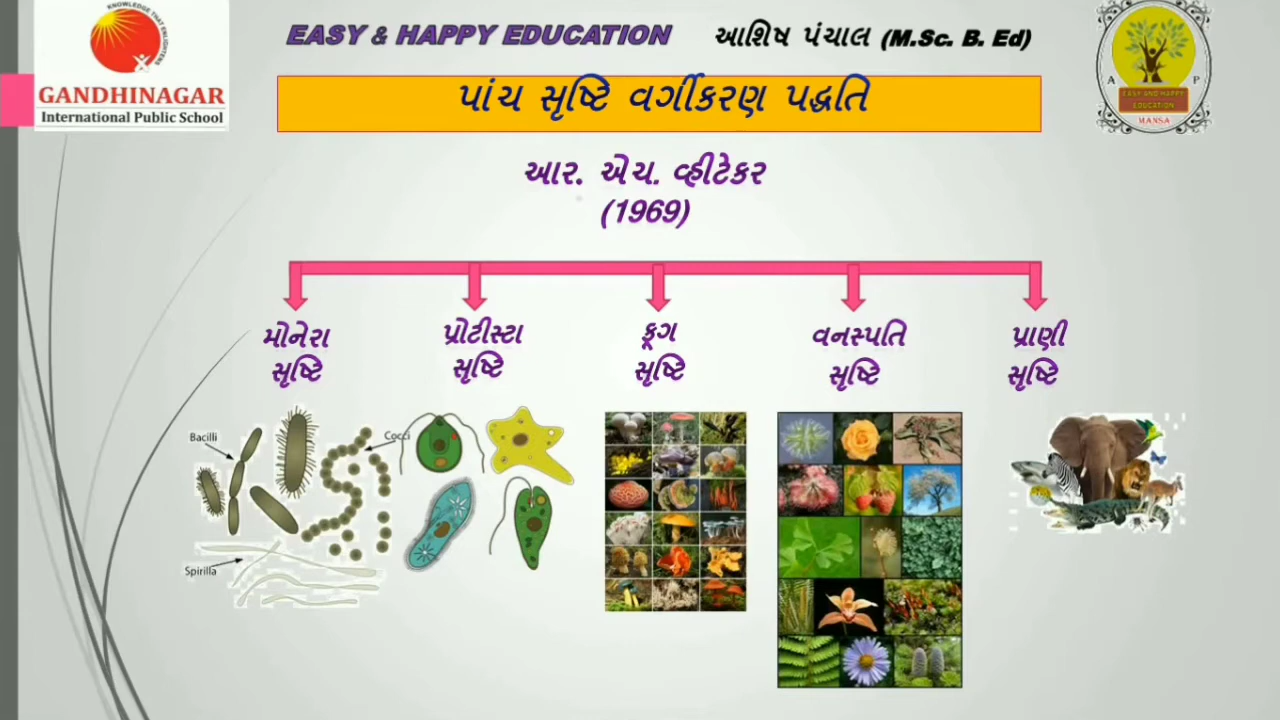 KNOWLEDGE THAT ENLIGHTENS
GANDHINAGAR
International Public School
EASY & HAPPY EDUCATION
આશિષ પંચાલ (M.Sc. B. Ed)
A P
EASY AND HAPPY
EDUCATION
MANSA
પાંચ સૃષ્ટિ વર્ગીકરણ પદ્ધતિ
આર. એચ. વ્હીટેકર
(1969)
મોનેરા
સૃષ્ટિ
પ્રોટીસ્ટા
સૃષ્ટિ
ફૂગ
સૃષ્ટિ
વનસ્પતિ
સૃષ્ટિ
પ્રાણી
સૃષ્ટિ
Bacilli
Cocci
Spirilla